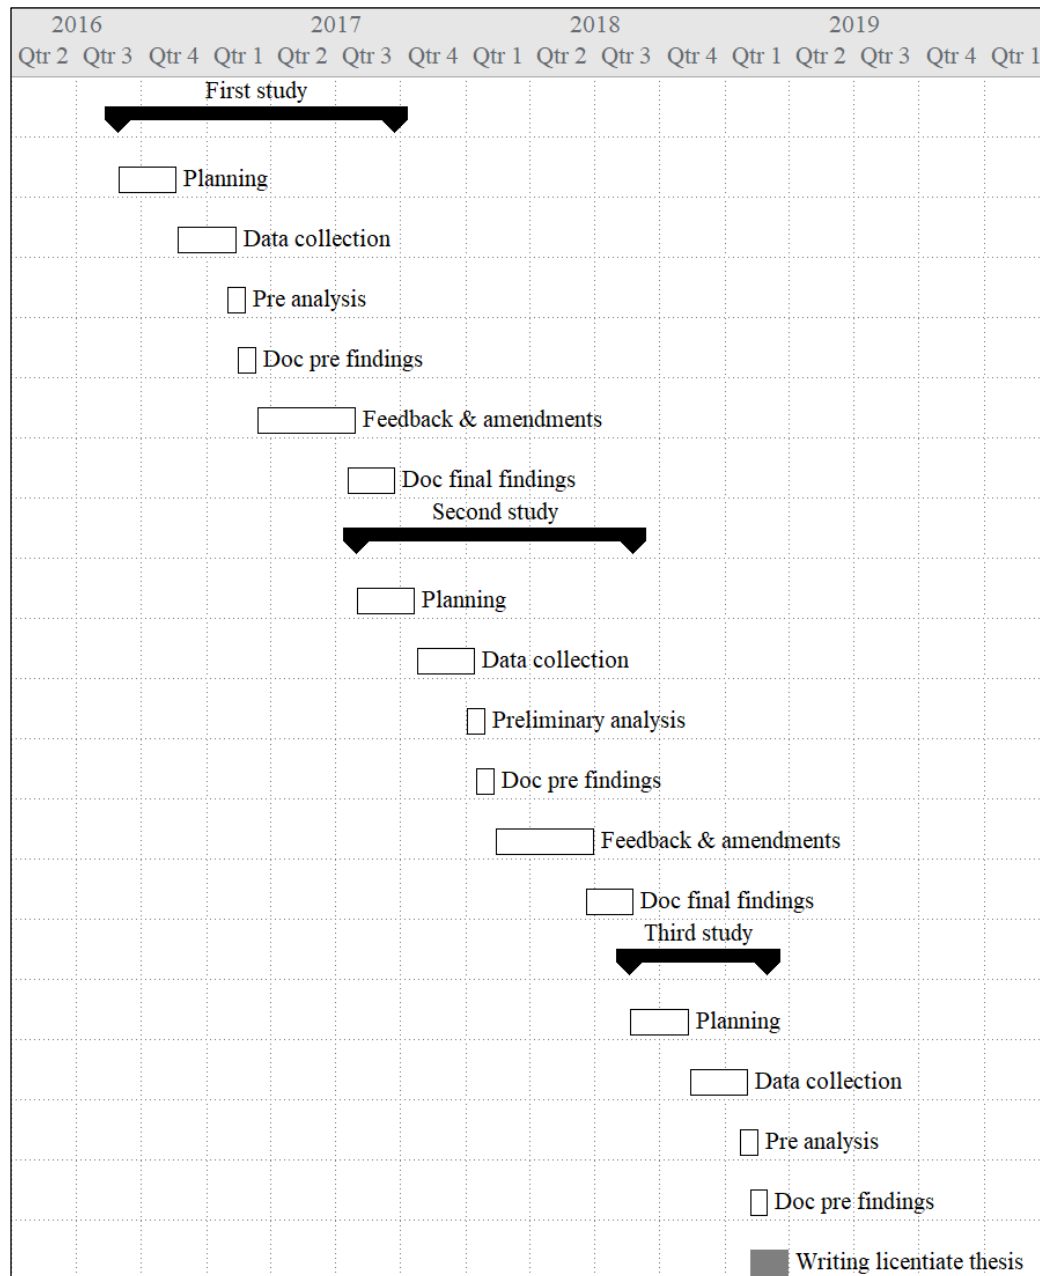 2016 2017 2018 2019
Qtr 2 Qtr 3 Qtr 4 Qtr 1 Qtr 2 Qtr 3 Qtr 4 Qtr 1 Qtr 2 Qtr 3 Qtr 4 Qtr 1 Qtr 2 Qtr 3 Qtr 4 Qtr 1
First study
Planning
Data collection
Pre analysis
Doc pre findings
Feedback & amendments
Doc final findings
Second study
Planning
Data collection
Preliminary analysis
Doc pre findings
Feedback & amendments
Doc final findings
Third study
Planning
Data collection
Pre analysis
Doc pre findings
Writing licentiate thesis